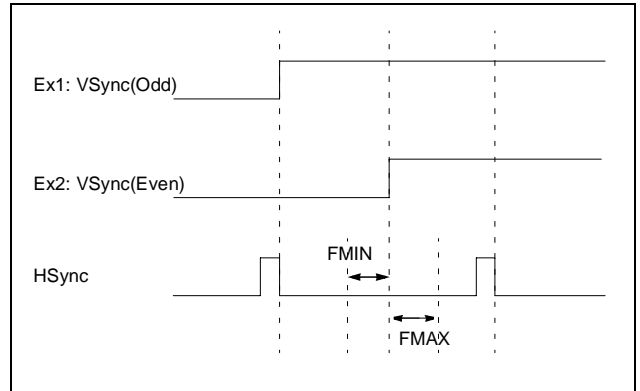 Ex1: VSync(Odd)
Ex2: VSync(Even)
FMIN
HSync
FMAX